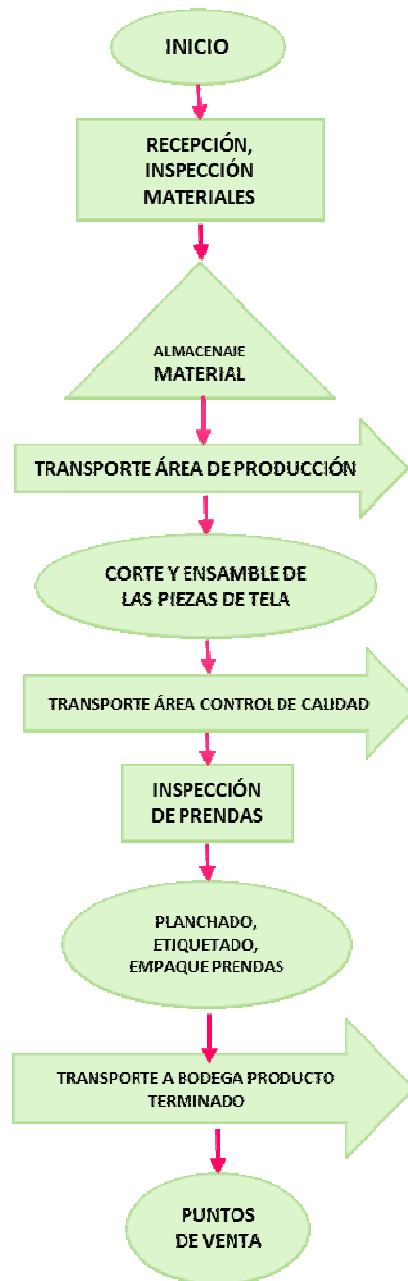 INICIO
RECEPCIÓN,
INSPECCIÓN
MATERIALES
ALMACENAJE
MATERIAL
TRANSPORTE ÁREA DE PRODUCCIÓN
CORTE Y ENSAMBLE DE
LAS PIEZAS DE TELA
TRANSPORTE ÁREA CONTROL DE CALIDAD
INSPECCIÓN
DE PRENDAS
PLANCHADO,
ETIQUETADO,
EMPAQUE PRENDAS
TRANSPORTE A BODEGA PRODUCTO
TERMINADO
PUNTOS
DE VENTA